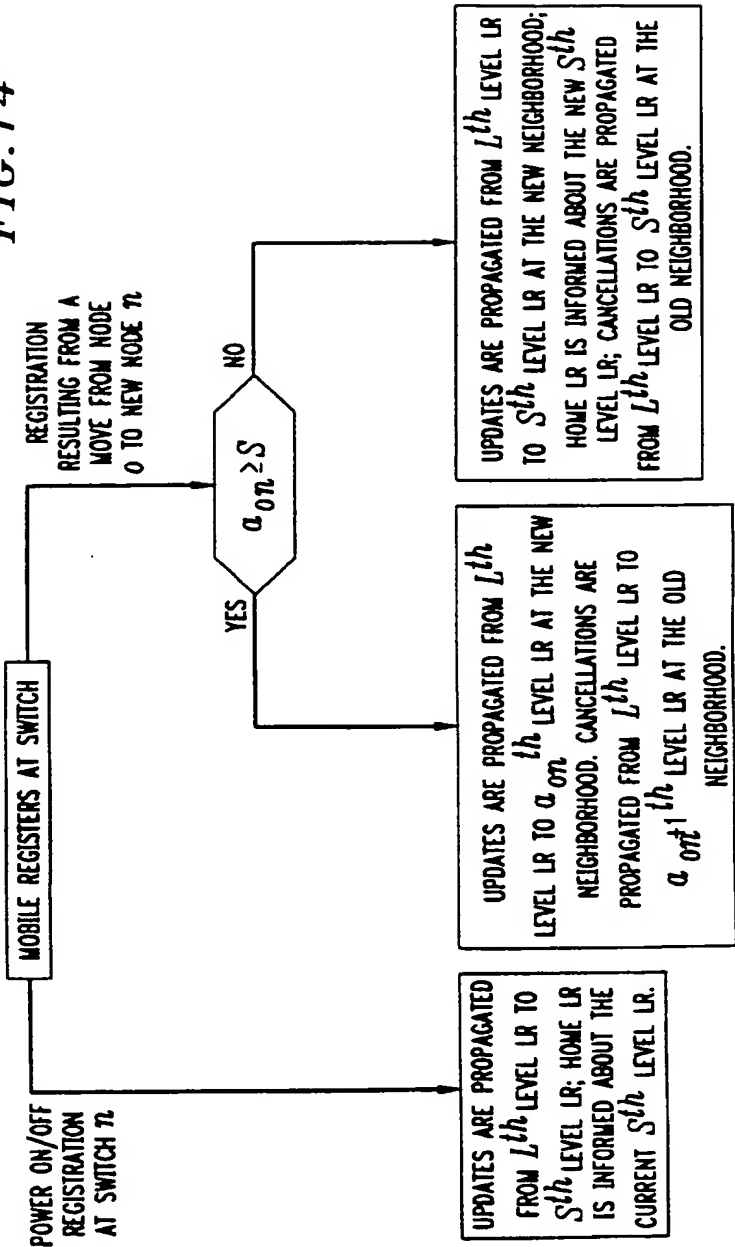 FIG. 14
MOBILE REGISTERS AT SWITCH
POWER ON/OFF
REGISTRATION
AT SWITCH n
REGISTRATION
RESULTING FROM A
MOVE FROM NODE
O TO NEW NODE n
a_on ≥ S
YES
NO
UPDATES ARE PROPAGATED
FROM L^th LEVEL LR TO
S^th LEVEL LR; HOME LR
IS INFORMED ABOUT THE
CURRENT S^th LEVEL LR.
UPDATES ARE PROPAGATED FROM L^th
LEVEL LR TO a_on^th LEVEL LR AT THE NEW
NEIGHBORHOOD. CANCELLATIONS ARE
PROPAGATED FROM L^th LEVEL LR TO
a_on+1^th LEVEL LR AT THE OLD
NEIGHBORHOOD.
UPDATES ARE PROPAGATED FROM L^th LEVEL LR
TO S^th LEVEL LR AT THE NEW NEIGHBORHOOD;
HOME LR IS INFORMED ABOUT THE NEW S^th
LEVEL LR; CANCELLATIONS ARE PROPAGATED
FROM L^th LEVEL LR TO S^th LEVEL LR AT THE
OLD NEIGHBORHOOD.